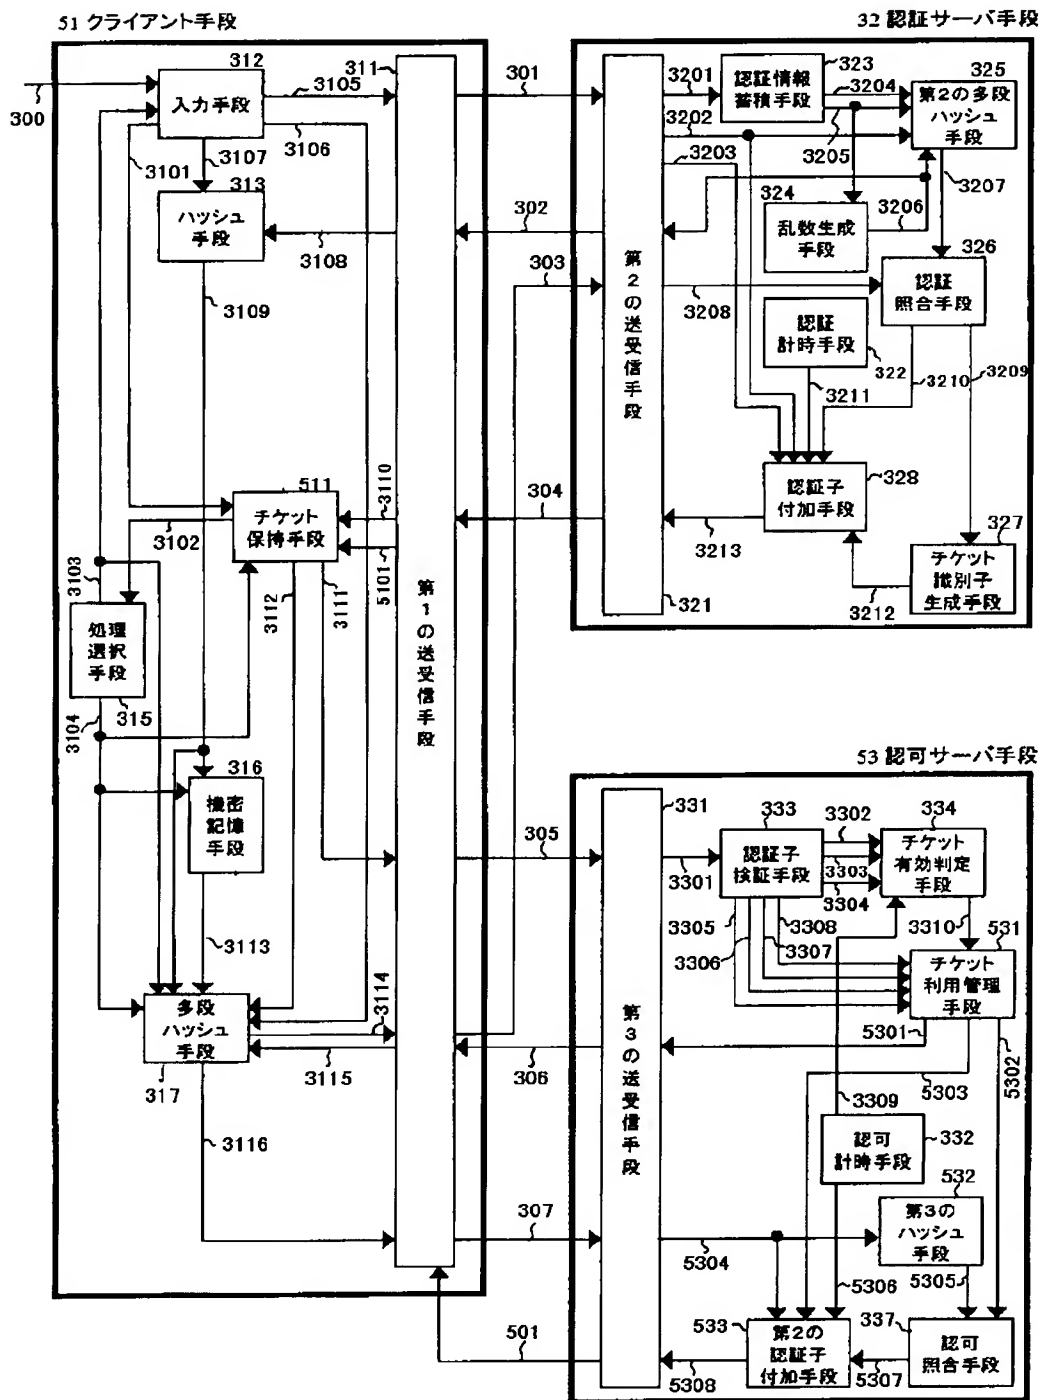 51 クライアント手段
32 認証サーバ手段
312
入力手段
300
3105
3106
3101
3107
313
ハッシュ
手段
3108
3109
311
第1の送受信手段
301
302
303
304
305
306
307
501
511
チケット
保持手段
3102
3103
3110
5101
3111
3112
処理
選択
手段
3104
315
316
機密
記憶
手段
3113
多段
ハッシュ
手段
317
3114
3115
3116
第2の送受信手段
321
3201
3202
3203
323
認証情報
蓄積手段
3204
3205
325
第2の多段
ハッシュ
手段
3207
324
乱数生成
手段
3206
326
認証
照合手段
3208
認証
計時手段
322
3211
3210
3209
認証子
付加手段
328
3213
327
チケット
識別子
生成手段
3212
53 認可サーバ手段
331
第3の送受信手段
3301
333
認証子
検証手段
3302
3303
3304
334
チケット
有効判定
手段
3305
3306
3307
3308
3310
531
チケット
利用管理
手段
5301
5302
5303
3309
認可
計時手段
332
532
第3の
ハッシュ
手段
5304
5305
5306
533
第2の
認証子
付加手段
337
認可
照合手段
5307
5308